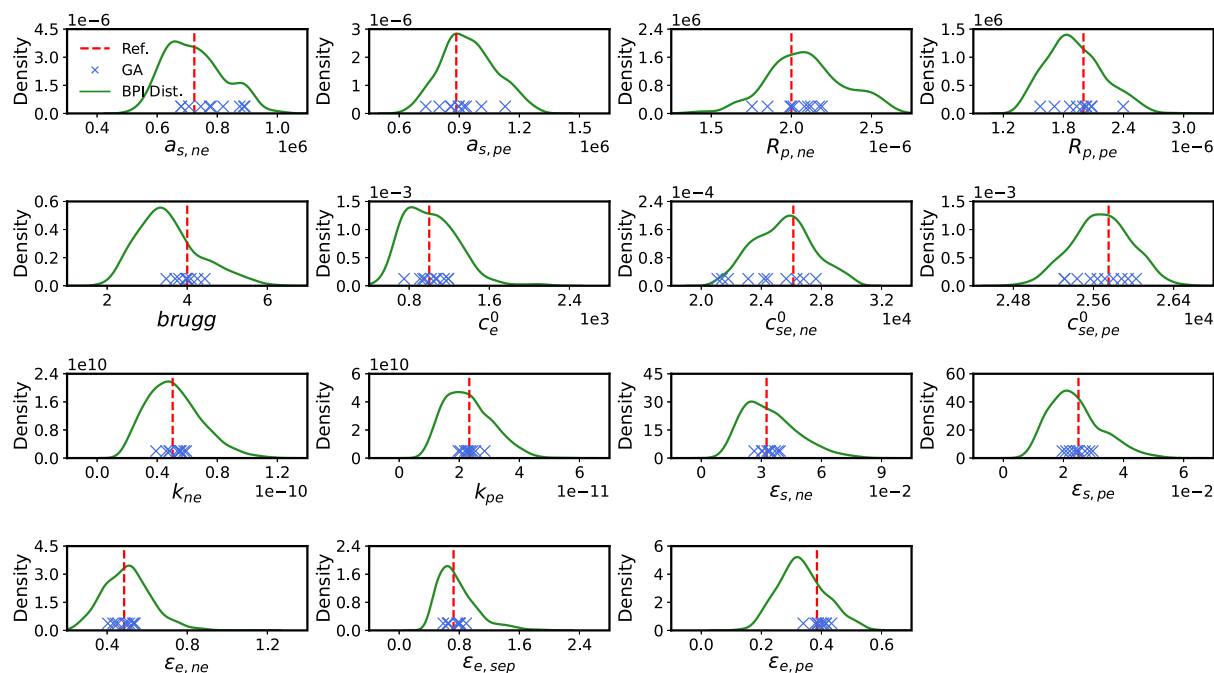 1e−6
1e−6
1e6
1e6
Density
4.5
3.0
1.5
0.0
Ref.
GA
BPI Dist.
0.4 0.6 0.8 1.0
1e6
a_{s, ne}
Density
3
2
1
0
0.6 0.9 1.2 1.5
1e6
a_{s, pe}
Density
2.4
1.6
0.8
0.0
1.5 2.0 2.5
1e−6
R_{p, ne}
Density
1.5
1.0
0.5
0.0
1.2 1.8 2.4 3.0
1e−6
R_{p, pe}
1e−3
1e−4
1e−3
Density
0.6
0.4
0.2
0.0
2 4 6
brugg
Density
1.5
1.0
0.5
0.0
0.8 1.6 2.4
1e3
c_e^0
Density
2.4
1.6
0.8
0.0
2.0 2.4 2.8 3.2
1e4
c_{se, ne}^0
Density
1.5
1.0
0.5
0.0
2.48 2.56 2.64
1e4
c_{se, pe}^0
1e10
1e10
Density
2.4
1.6
0.8
0.0
0.0 0.5 1.0
1e−10
k_{ne}
Density
6
4
2
0
0 2 4 6
1e−11
k_{pe}
Density
45
30
15
0
0 3 6 9
1e−2
ε_{s, ne}
Density
60
40
20
0
0 2 4 6
1e−2
ε_{s, pe}
Density
4.5
3.0
1.5
0.0
0.4 0.8 1.2
ε_{e, ne}
Density
2.4
1.6
0.8
0.0
0.0 0.8 1.6 2.4
ε_{e, sep}
Density
6
4
2
0
0.0 0.2 0.4 0.6
ε_{e, pe}